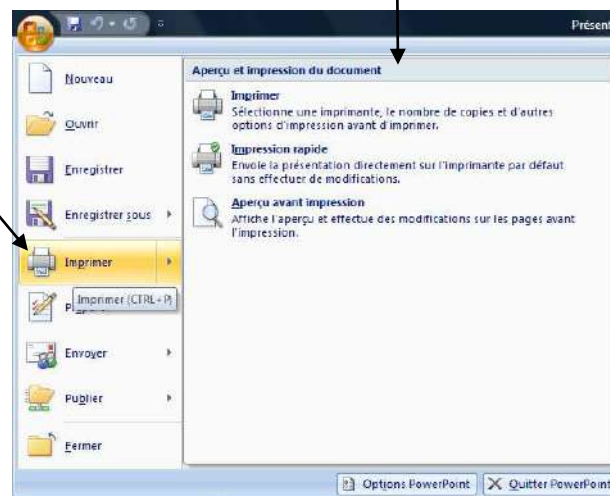 Présent
Nouveau
Ouvrir
Enregistrer
Enregistrer sous
Imprimer
Imprimer (CTRL+P)
Envoyer
Publier
Fermer
Aperçu et impression du document
Imprimer
Sélectionne une imprimante, le nombre de copies et d'autres
options d'impression avant d'imprimer.
Impression rapide
Envoie la présentation directement sur l'imprimante par défaut
sans effectuer de modifications.
Aperçu avant impression
Affiche l'aperçu et effectue des modifications sur les pages avant
l'impression.
Options PowerPoint
Quitter PowerPoint